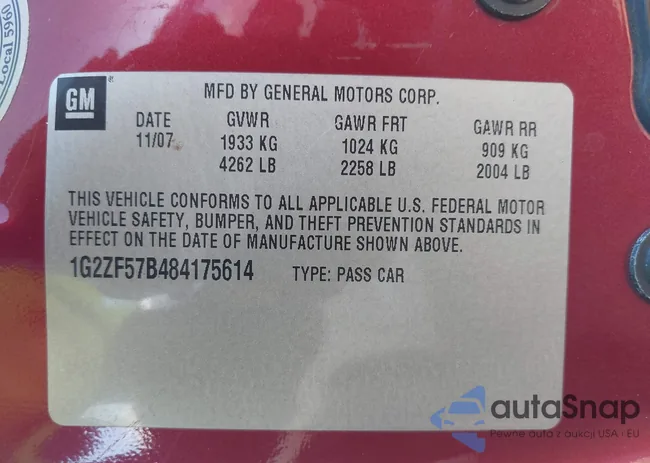 Local 5960
GM
MFD BY GENERAL MOTORS CORP.
DATE GVWR GAWR FRT GAWR RR
11/07 1933 KG 1024 KG 909 KG
4262 LB 2258 LB 2004 LB
THIS VEHICLE CONFORMS TO ALL APPLICABLE U.S. FEDERAL MOTOR
VEHICLE SAFETY, BUMPER, AND THEFT PREVENTION STANDARDS IN
EFFECT ON THE DATE OF MANUFACTURE SHOWN ABOVE.
1G2ZF57B484175614 TYPE: PASS CAR
autoSnap
Pewne auta z aukcji USA i EU